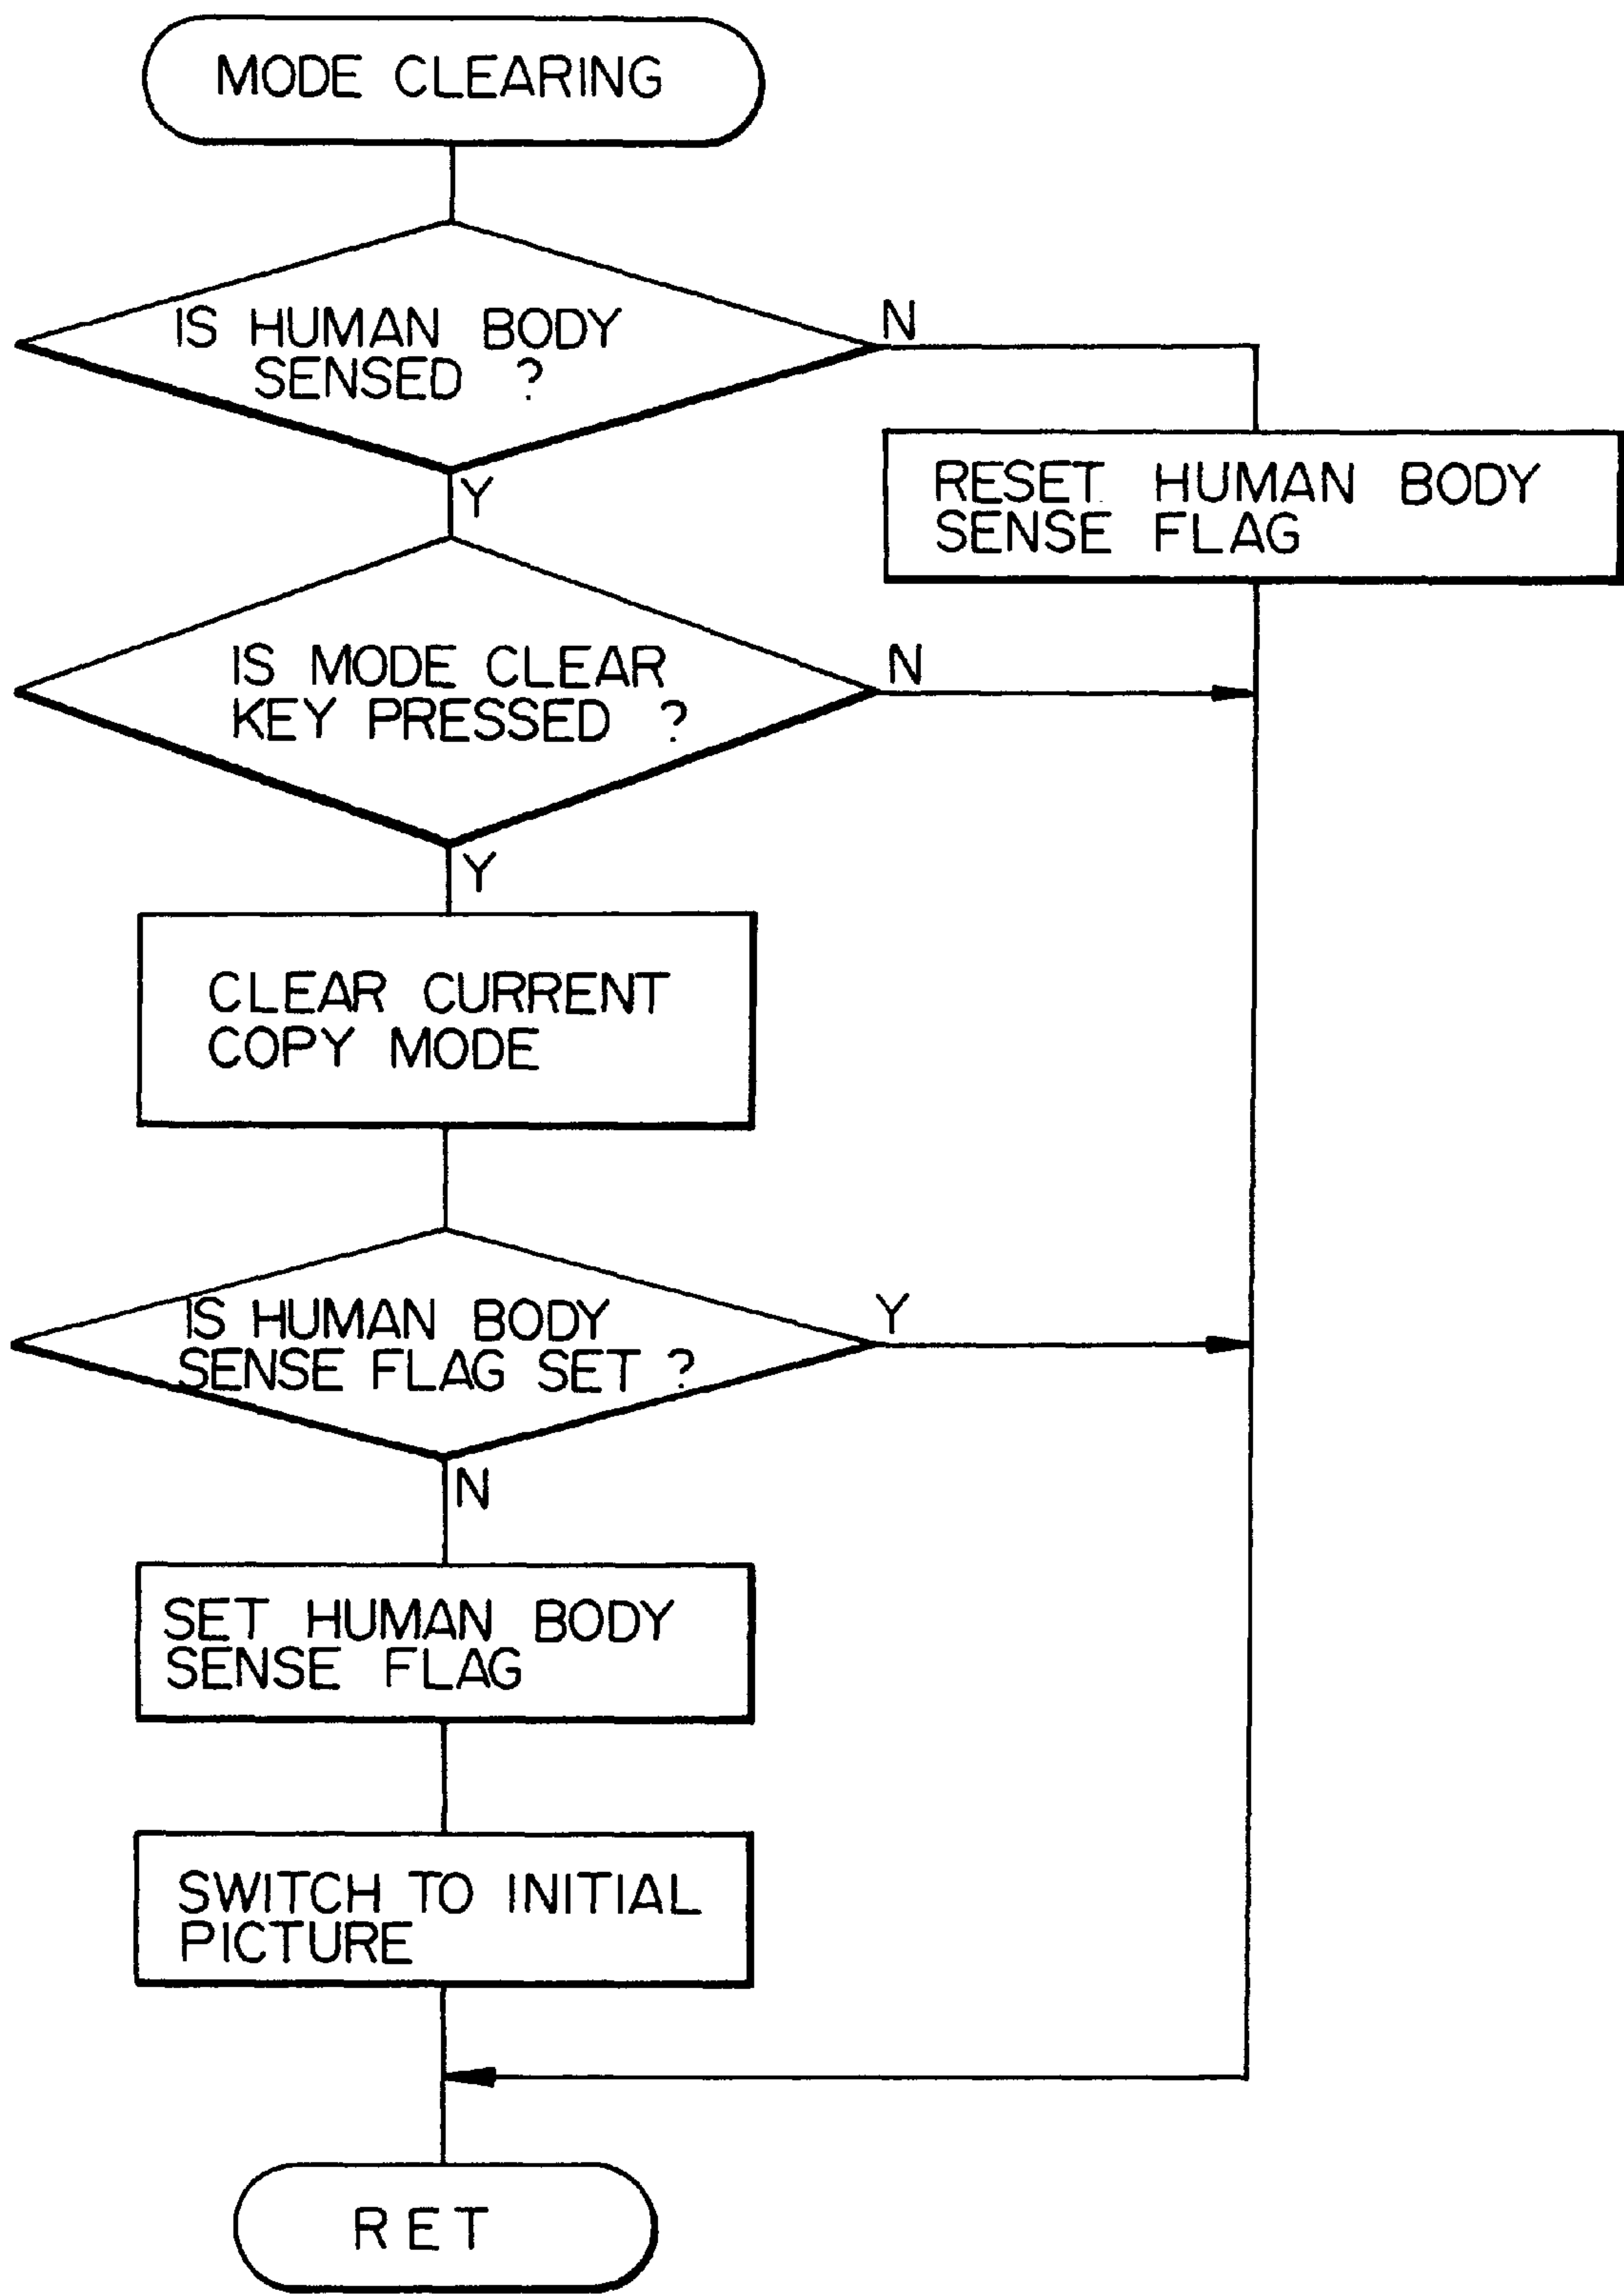 MODE CLEARING
IS HUMAN BODY
SENSED ?
N
Y
RESET HUMAN BODY
SENSE FLAG
IS MODE CLEAR
KEY PRESSED ?
N
Y
CLEAR CURRENT
COPY MODE
IS HUMAN BODY
SENSE FLAG SET ?
Y
N
SET HUMAN BODY
SENSE FLAG
SWITCH TO INITIAL
PICTURE
RET